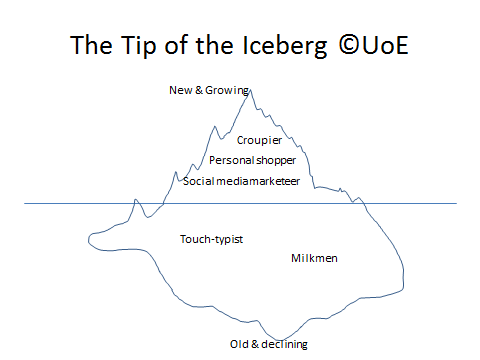 The Tip of the Iceberg ©UoE
New & Growing
Croupier
Personal shopper
Social mediamarketeer
Touch-typist
Milkmen
Old & declining